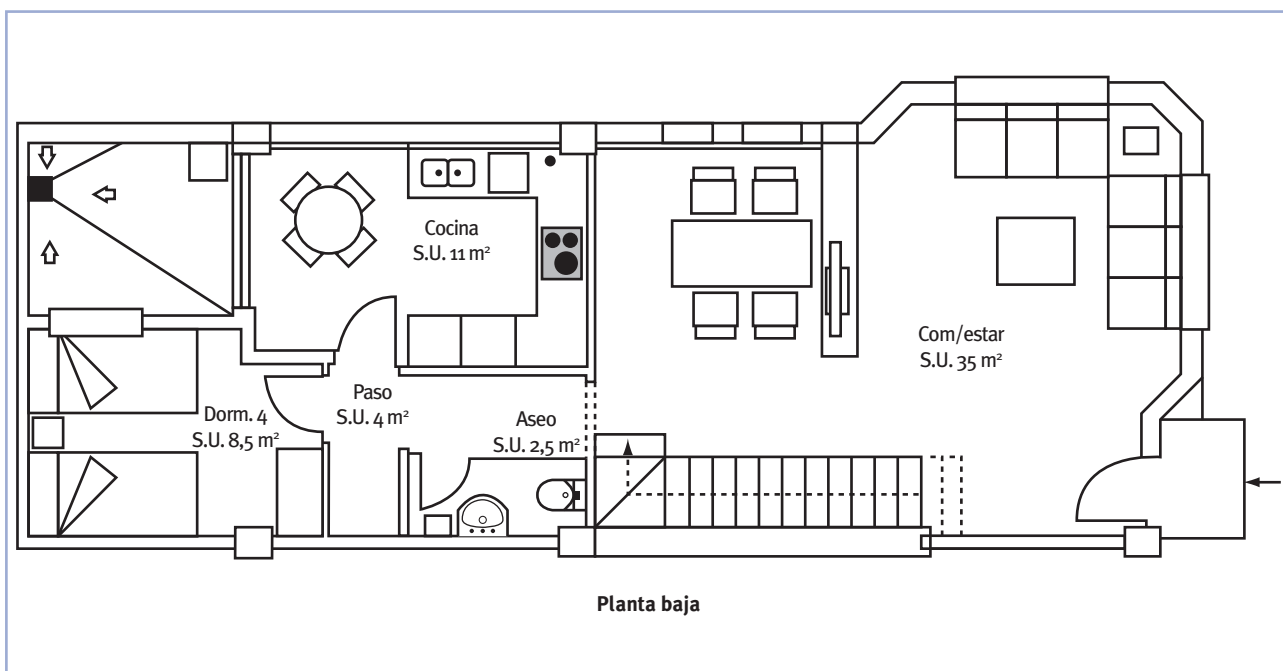 Cocina
S.U. 11 m²
Com/estar
S.U. 35 m²
Paso
S.U. 4 m²
Aseo
S.U. 2,5 m²
Dorm. 4
S.U. 8,5 m²
Planta baja